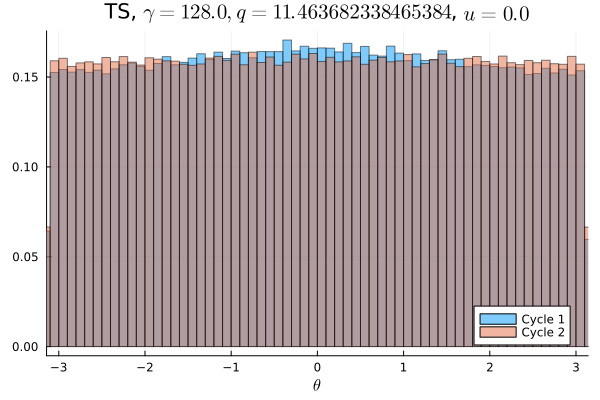 TS, γ = 128.0, q = 11.463682338465384, u = 0.0
0.15
0.10
0.05
0.00
Cycle 1
Cycle 2
−3 −2 −1 0 1 2 3
θ